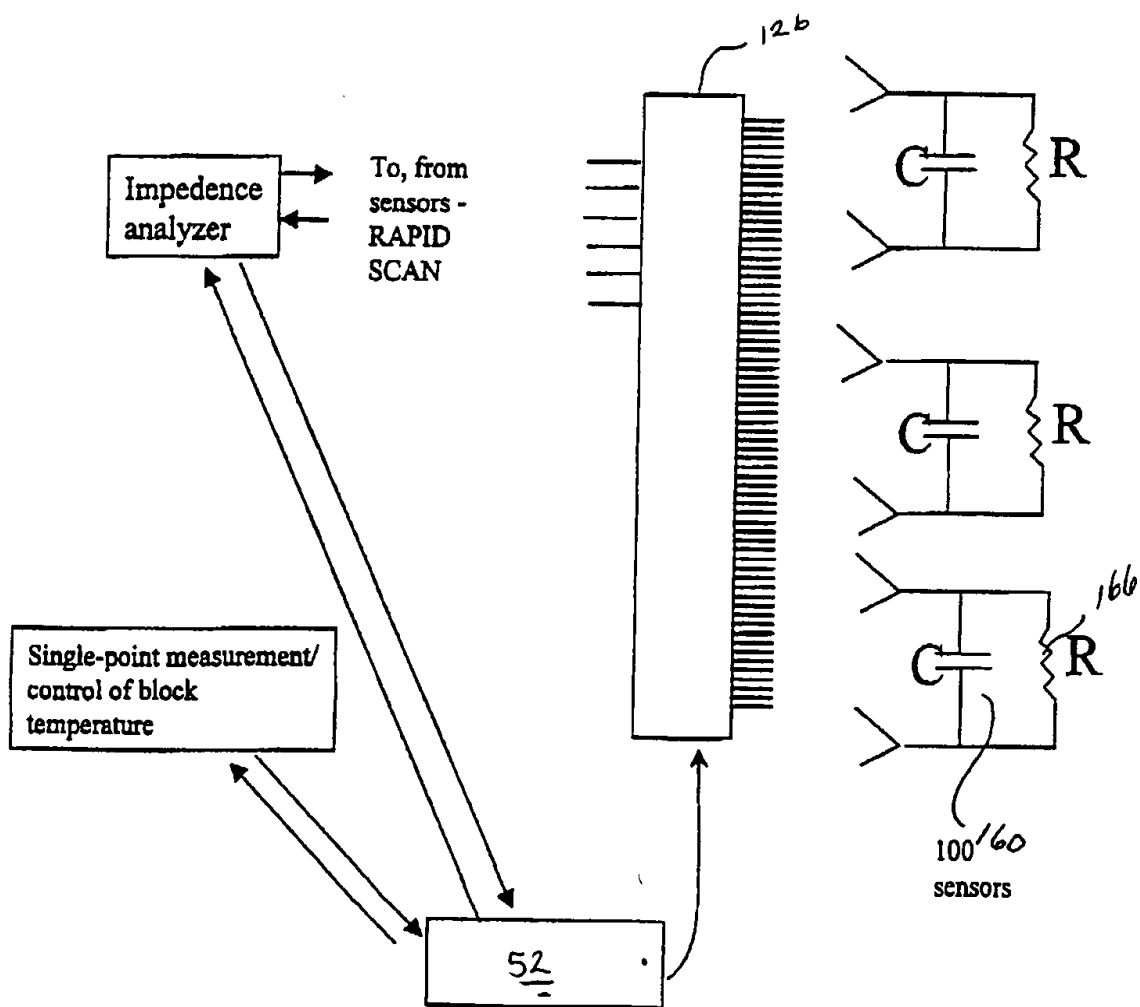 126
Impedence
analyzer
To, from
sensors -
RAPID
SCAN
C
R
C
R
166
C
R
Single-point measurement/
control of block
temperature
100 160
sensors
52